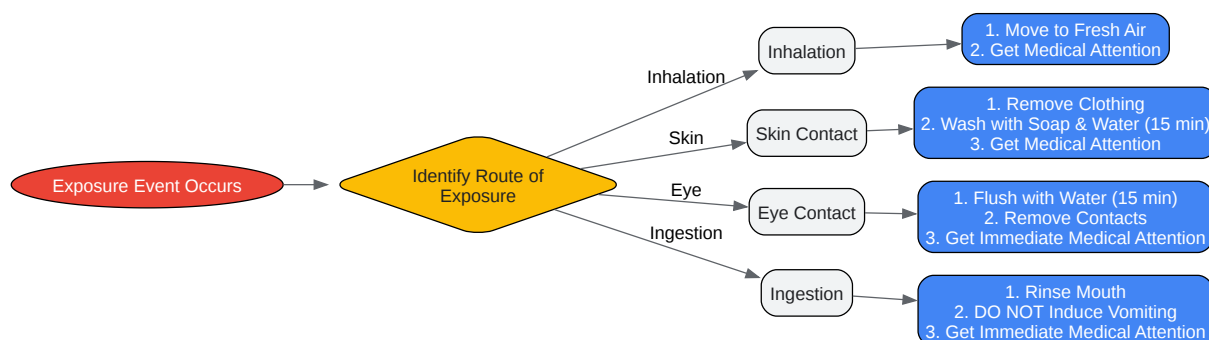 Exposure Event Occurs
Identify Route of
Exposure
Inhalation
Skin
Eye
Ingestion
Inhalation
Skin Contact
Eye Contact
Ingestion
1. Move to Fresh Air
2. Get Medical Attention
1. Remove Clothing
2. Wash with Soap & Water (15 min)
3. Get Medical Attention
1. Flush with Water (15 min)
2. Remove Contacts
3. Get Immediate Medical Attention
1. Rinse Mouth
2. DO NOT Induce Vomiting
3. Get Immediate Medical Attention